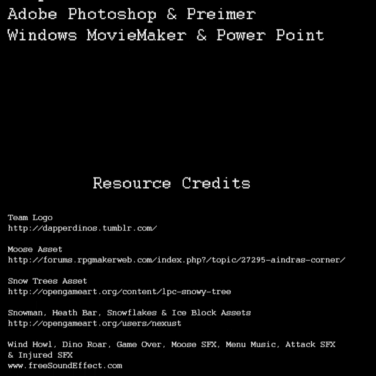 Adobe Photoshop & Preimer
Windows MovieMaker & Power Point
Resource Credits
Team Logo
http://dapperdinos.tumblr.com/
Moose Asset
http://forums.rpgmakerweb.com/index.php?/topic/27295-aindras-corner/
Snow Trees Asset
http://opengameart.org/content/lpc-snowy-tree
Snowman, Heath Bar, Snowflakes & Ice Block Assets
http://opengameart.org/users/nexust
Wind Howl, Dino Roar, Game Over, Moose SFX, Menu Music, Attack SFX
& Injured SFX
www.freeSoundEffect.com